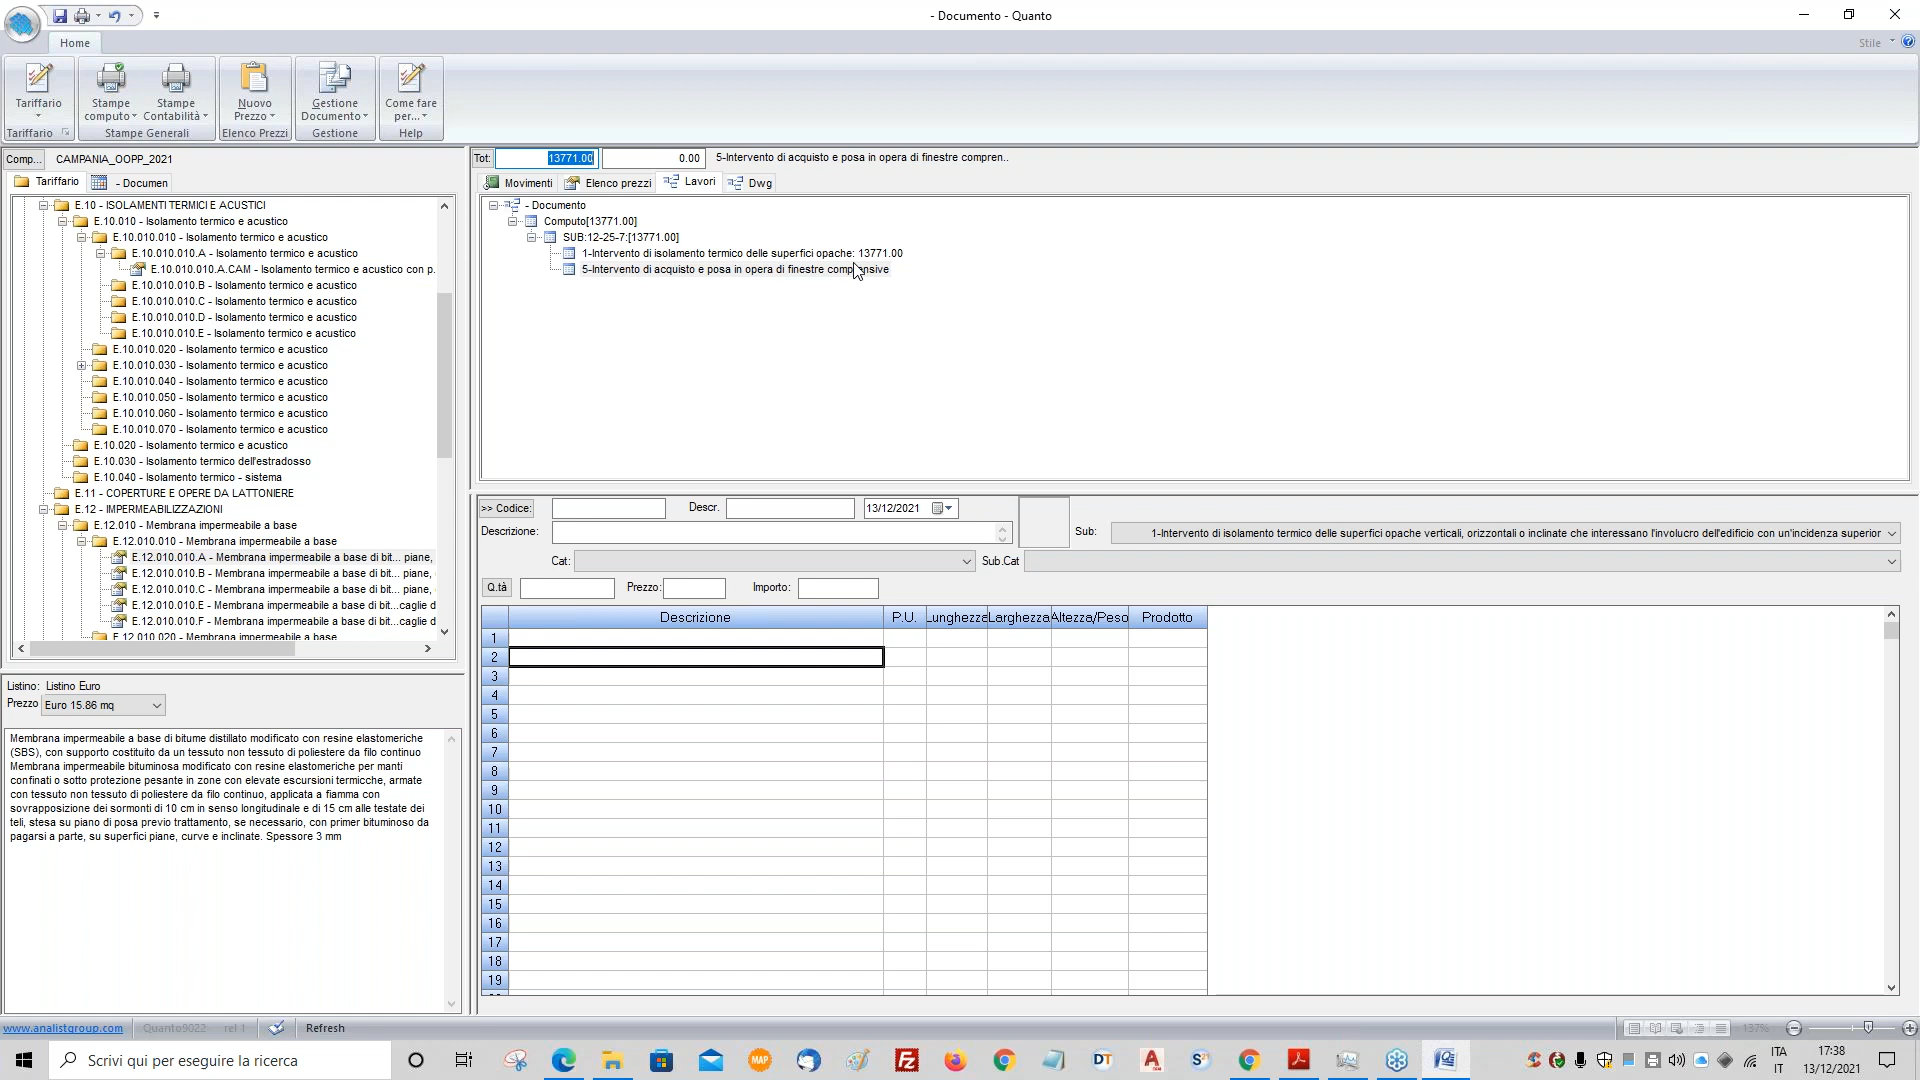 - Documento - Quanto
Home
Stile
Tariffario
Stampe computo
Stampe Contabilità
Nuovo Prezzo
Gestione Documento
Come fare per...
Tariffario
Stampe Generali
Elenco Prezzi
Gestione
Help
Comp... CAMPANIA_OOPP_2021
Tariffario - Documen
E.10 - ISOLAMENTI TERMICI E ACUSTICI
E.10.010 - Isolamento termico e acustico
E.10.010.010 - Isolamento termico e acustico
E.10.010.010.A - Isolamento termico e acustico
E.10.010.010.A.CAM - Isolamento termico e acustico con p.
E.10.010.010.B - Isolamento termico e acustico
E.10.010.010.C - Isolamento termico e acustico
E.10.010.010.D - Isolamento termico e acustico
E.10.010.010.E - Isolamento termico e acustico
E.10.010.020 - Isolamento termico e acustico
E.10.010.030 - Isolamento termico e acustico
E.10.010.040 - Isolamento termico e acustico
E.10.010.050 - Isolamento termico e acustico
E.10.010.060 - Isolamento termico e acustico
E.10.010.070 - Isolamento termico e acustico
E.10.020 - Isolamento termico e acustico
E.10.030 - Isolamento termico dell'estradosso
E.10.040 - Isolamento termico - sistema
E.11 - COPERTURE E OPERE DA LATTONIERE
E.12 - IMPERMEABILIZZAZIONI
E.12.010 - Membrana impermeabile a base
E.12.010.010 - Membrana impermeabile a base
E.12.010.010.A - Membrana impermeabile a base di bit... piane,
E.12.010.010.B - Membrana impermeabile a base di bit... piane,
E.12.010.010.C - Membrana impermeabile a base di bit... piane,
E.12.010.010.E - Membrana impermeabile a base di bit...caglie d
E.12.010.010.F - Membrana impermeabile a base di bit...caglie d
E.12.010.020 - Membrana impermeabile a base
Listino: Listino Euro
Prezzo Euro 15.86 mq
Membrana impermeabile a base di bitume distillato modificato con resine elastomeriche
(SBS), con supporto costituito da un tessuto non tessuto di poliestere da filo continuo
Membrana impermeabile bituminosa modificato con resine elastomeriche per manti
confinati o sotto protezione pesante in zone con elevate escursioni termicche, armate
con tessuto non tessuto di poliestere da filo continuo, applicata a fiamma con
sovrapposizione dei sormonti di 10 cm in senso longitudinale e di 15 cm alle testate dei
teli, stesa su piano di posa previo trattamento, se necessario, con primer bituminoso da
pagarsi a parte, su superfici piane, curve e inclinate. Spessore 3 mm
Tot: 13771.00 0.00 5-Intervento di acquisto e posa in opera di finestre compren..
Movimenti Elenco prezzi Lavori Dwg
- Documento
Computo[13771.00]
SUB:12-25-7:[13771.00]
1-Intervento di isolamento termico delle superfici opache: 13771.00
5-Intervento di acquisto e posa in opera di finestre comprensive
>> Codice: Descr. 13/12/2021
Descrizione: Sub: 1-Intervento di isolamento termico delle superfici opache verticali, orizzontali o inclinate che interessano l'involucro dell'edificio con un'incidenza superior
Cat: Sub.Cat
Q.tà Prezzo: Importo:
Descrizione P.U. Lunghezza Larghezza Altezza/Peso Prodotto
1
2
3
4
5
6
7
8
9
10
11
12
13
14
15
16
17
18
19
www.analistgroup.com Quanto9022 rel 1 Refresh 137%
Scrivi qui per eseguire la ricerca
MAP
DT
ITA
IT
17:38
13/12/2021